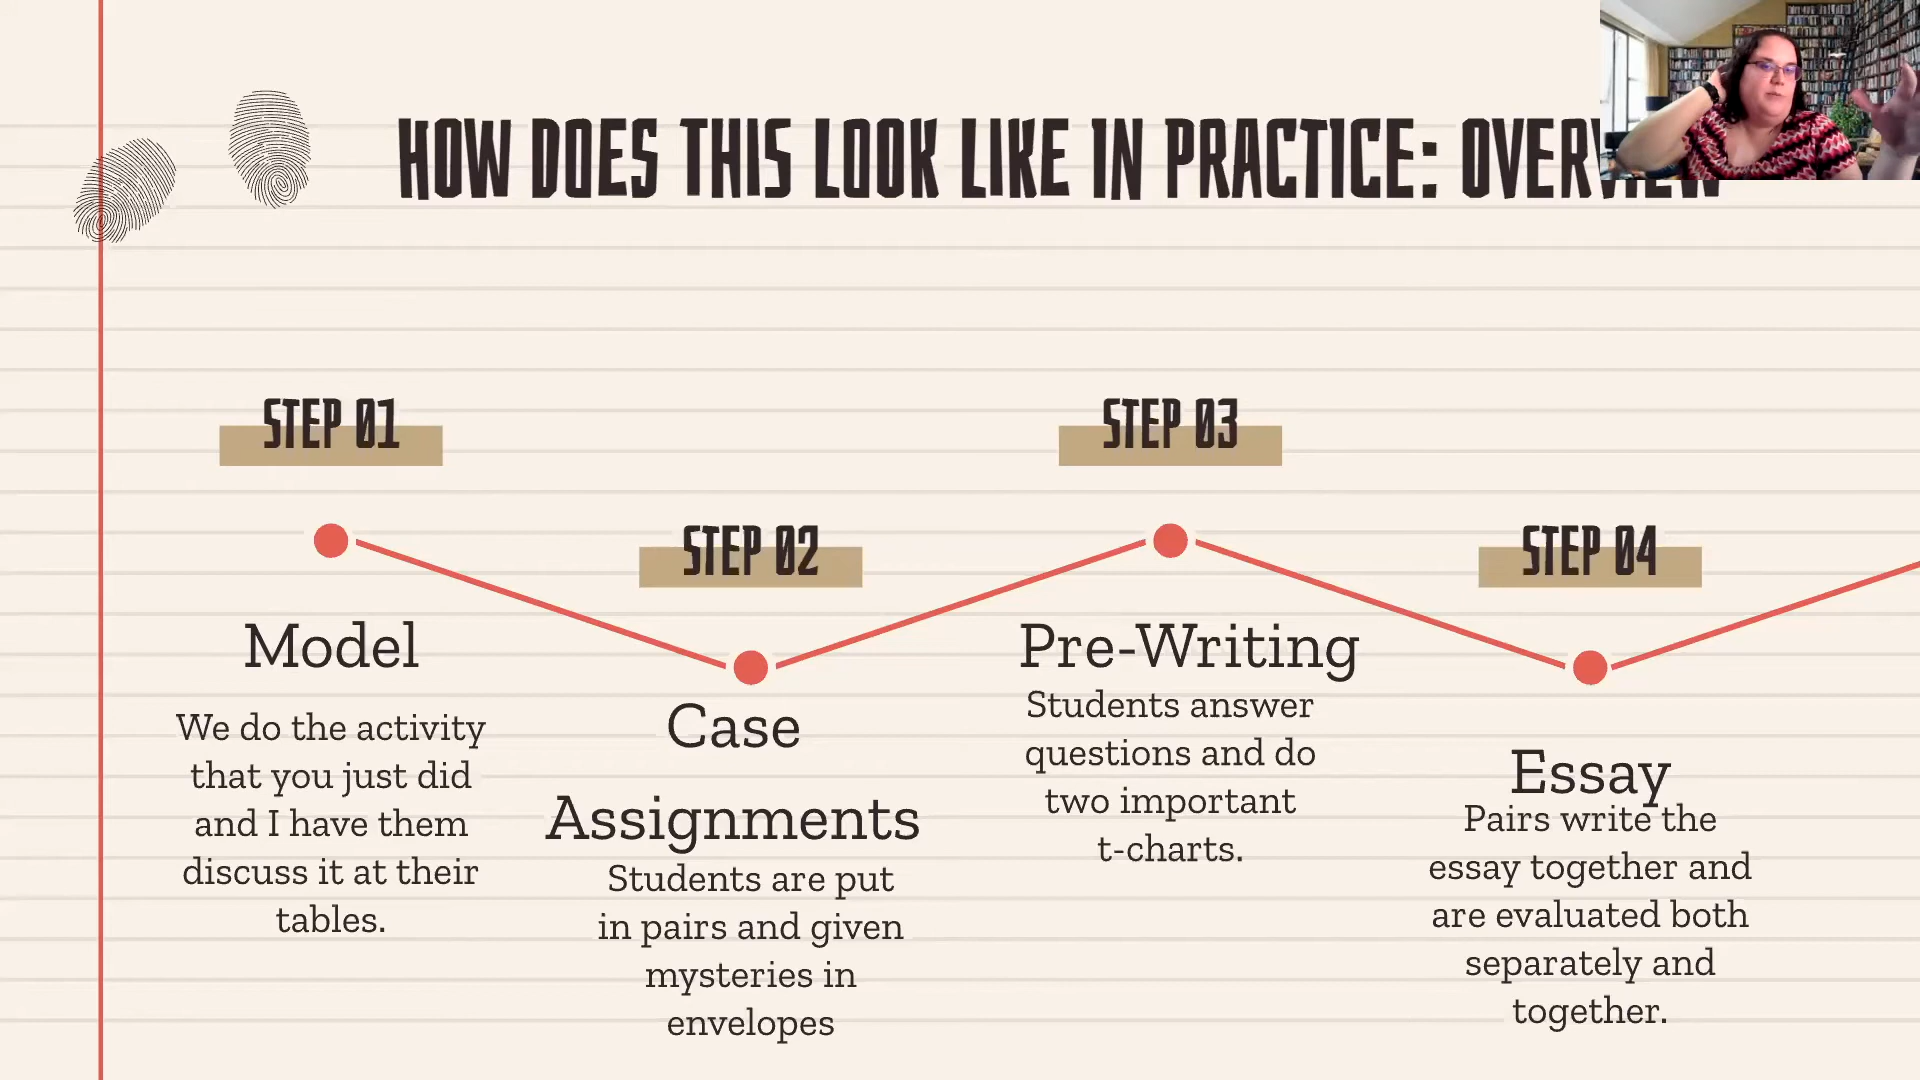 HOW DOES THIS LOOK LIKE IN PRACTICE: OVERVIEW
STEP 01
Model
We do the activity
that you just did
and I have them
discuss it at their
tables.
STEP 02
Case
Assignments
Students are put
in pairs and given
mysteries in
envelopes
STEP 03
Pre-Writing
Students answer
questions and do
two important
t-charts.
STEP 04
Essay
Pairs write the
essay together and
are evaluated both
separately and
together.